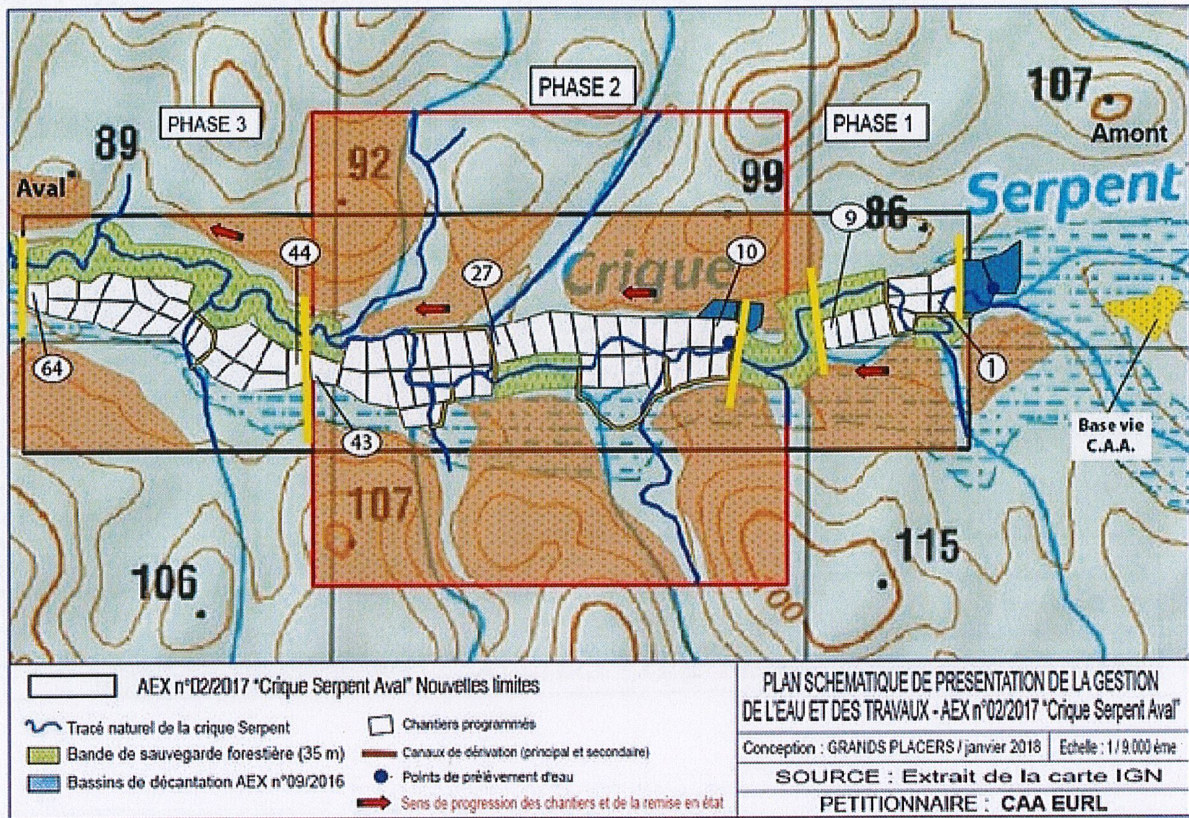 PHASE 3
PHASE 2
PHASE 1
107
Amont
89
92
99
86
Serpent
Aval
9
44
10
27
Crique
64
43
1
Base vie
C.A.A.
107
106
115
AEX n°02/2017 "Crique Serpent Aval" Nouvelles limites
Tracé naturel de la crique Serpent
Bande de sauvegarde forestière (35 m)
Bassins de décantation AEX n°09/2016
Chantiers programmés
Canaux de dérivation (principal et secondaire)
Points de prélèvement d'eau
Sens de progression des chantiers et de la remise en état
PLAN SCHEMATIQUE DE PRESENTATION DE LA GESTION
DE L'EAU ET DES TRAVAUX - AEX n°02/2017 "Crique Serpent Aval"
Conception : GRANDS PLACERS / janvier 2018
Echelle : 1 / 9.000 ème
SOURCE : Extrait de la carte IGN
PETITIONNAIRE : CAA EURL